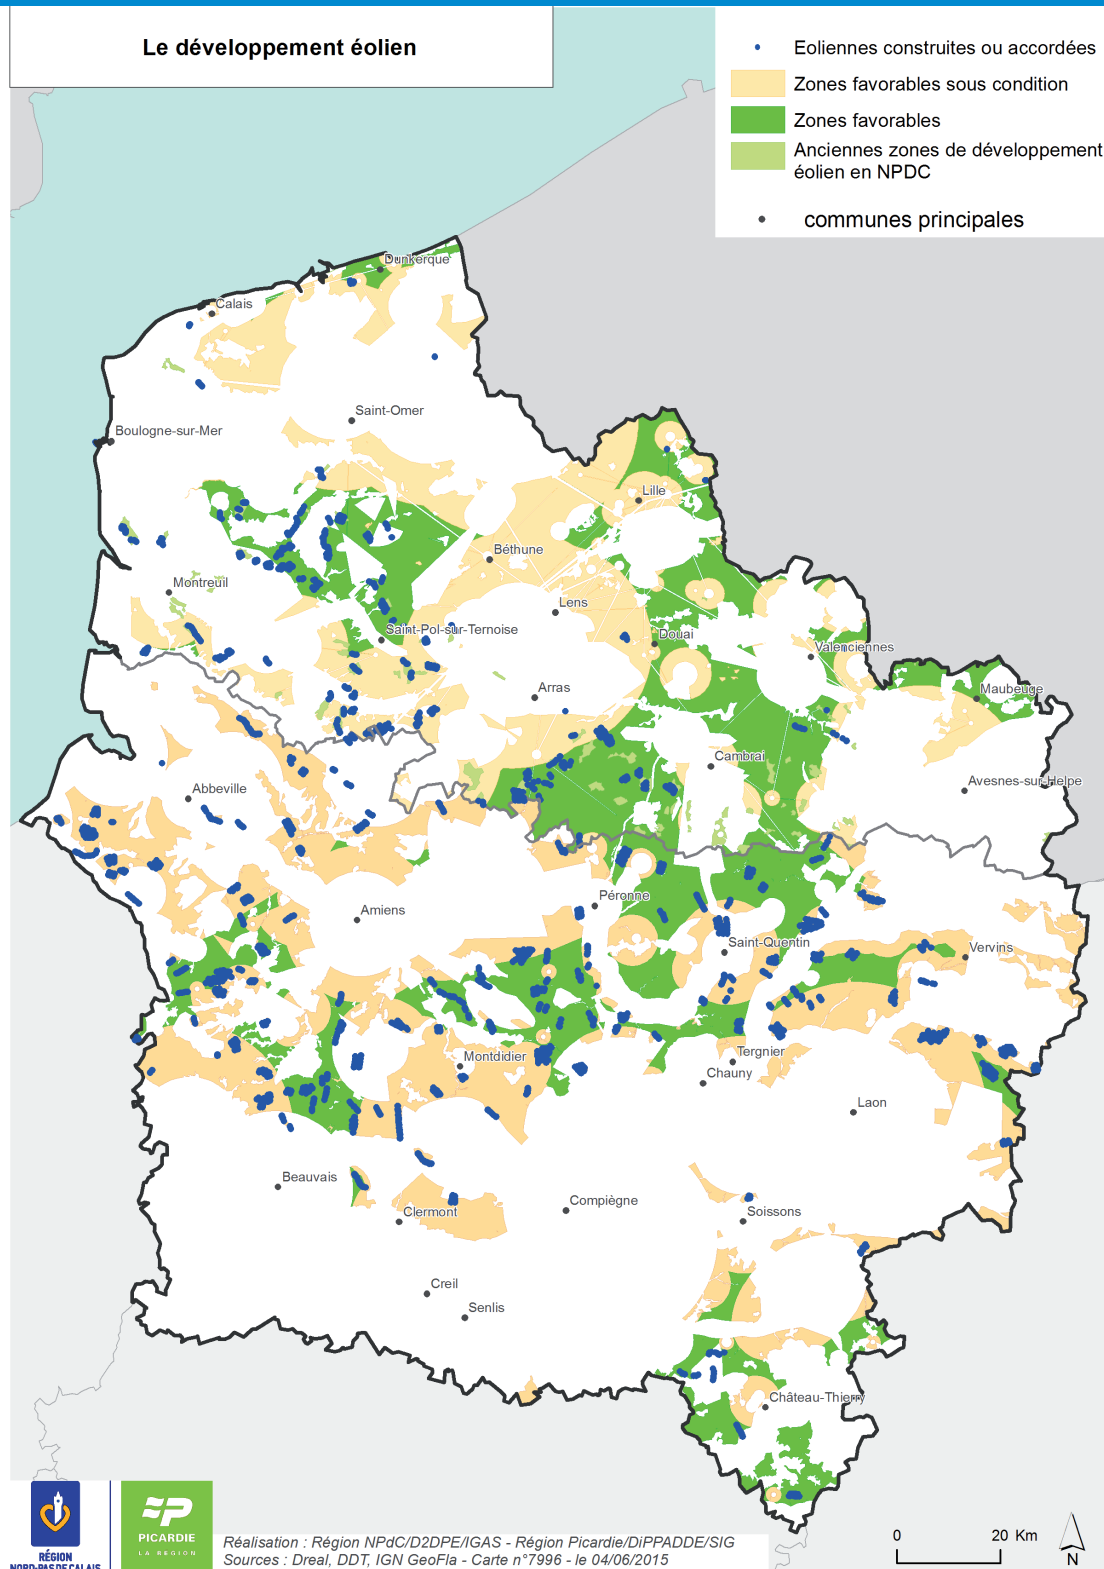 Le développement éolien
Eoliennes construites ou accordées
Zones favorables sous condition
Zones favorables
Anciennes zones de développement
éolien en NPDC
communes principales
Dunkerque
Calais
Saint-Omer
Boulogne-sur-Mer
Lille
Béthune
Montreuil
Lens
Saint-Pol-sur-Ternoise
Douai
Valenciennes
Maubeuge
Arras
Cambrai
Avesnes-sur-Helpe
Abbeville
Péronne
Amiens
Saint-Quentin
Vervins
Montdidier
Tergnier
Chauny
Laon
Beauvais
Compiègne
Clermont
Soissons
Creil
Senlis
Château-Thierry
PICARDIE
LA REGION
RÉGION
NORD-PAS DE CALAIS
Réalisation : Région NPdC/D2DPE/IGAS - Région Picardie/DiPPADDE/SIG
Sources : Dreal, DDT, IGN GeoFla - Carte n°7996 - le 04/06/2015
0 20 Km
N